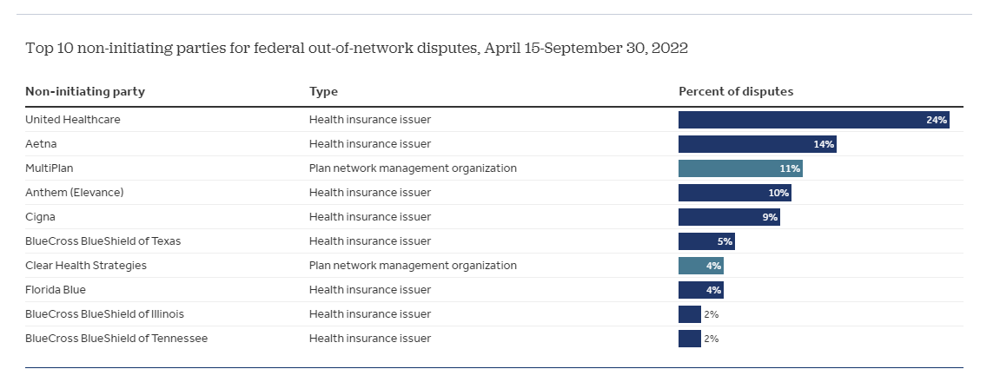 Top 10 non-initiating parties for federal out-of-network disputes, April 15-September 30, 2022
Non-initiating party Type Percent of disputes
United Healthcare Health insurance issuer 24%
Aetna Health insurance issuer 14%
MultiPlan Plan network management organization 11%
Anthem (Elevance) Health insurance issuer 10%
Cigna Health insurance issuer 9%
BlueCross BlueShield of Texas Health insurance issuer 5%
Clear Health Strategies Plan network management organization 4%
Florida Blue Health insurance issuer 4%
BlueCross BlueShield of Illinois Health insurance issuer 2%
BlueCross BlueShield of Tennessee Health insurance issuer 2%